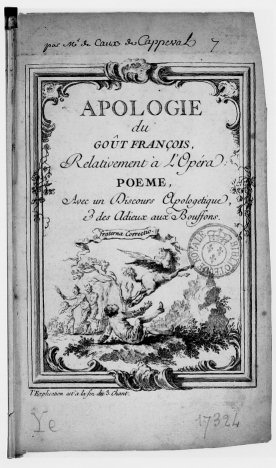 par Mr. de Caux de Cappeval 7
APOLOGIE
du
GOÛT FRANÇOIS,
Relativement à l'Opéra.
POEME,
Avec un Discours Apologétique,
& des Adieux aux Bouffons.
Fraterna Correctio
l'Explication est à la fin du 3. Chant.
Ye 17324